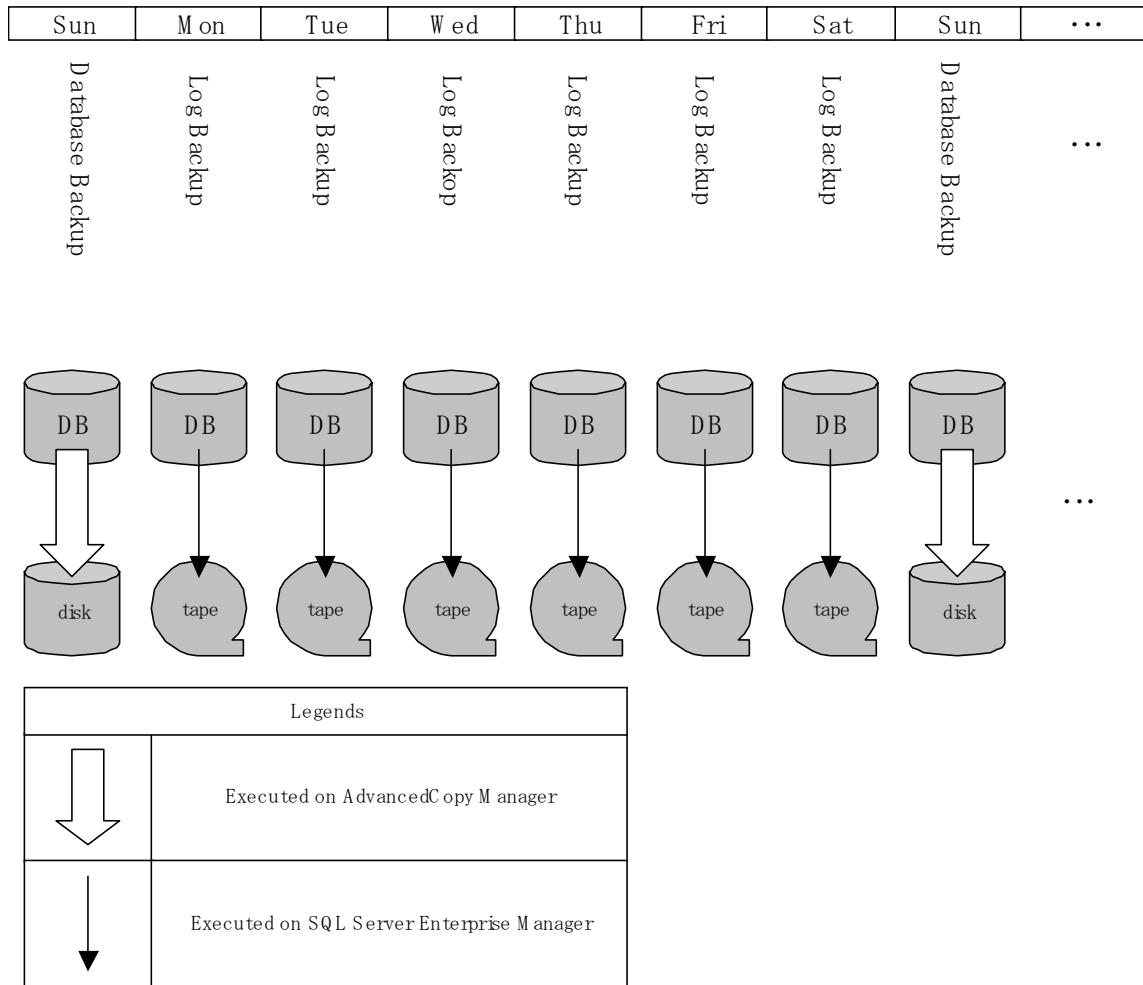 Sun Mon Tue Wed Thu Fri Sat Sun ...
Database Backup
Log Backup
Log Backup
Log Backop
Log Backup
Log Backup
Log Backup
Database Backup
...
DB DB DB DB DB DB DB DB
...
disk tape tape tape tape tape tape disk
Legends
Executed on AdvancedCopy Manager
Executed on SQL Server Enterprise Manager